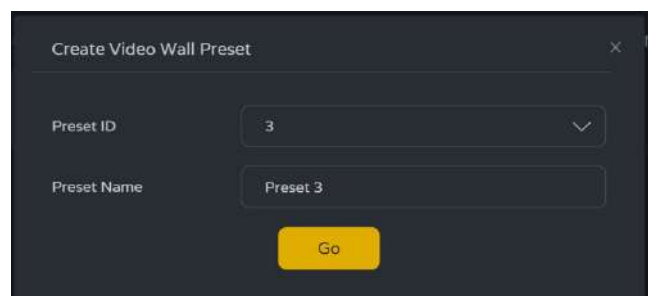 Create Video Wall Preset
Preset ID
3
Preset Name
Preset 3
Go